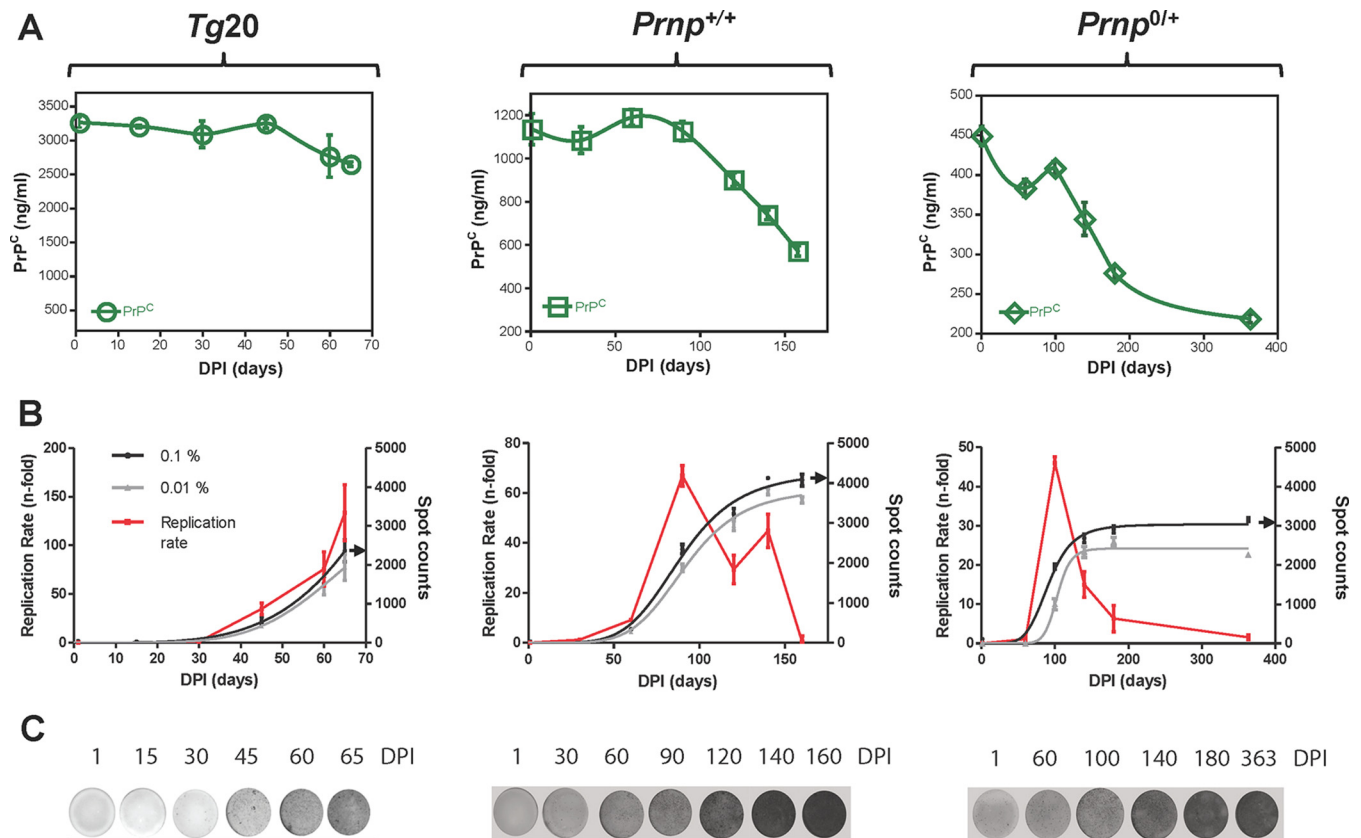 A
Tg20
Prnp+/+
Prnp0/+
3500
3000
2500
2000
1500
1000
500
PrPC (ng/ml)
PrPC
0 10 20 30 40 50 60 70
DPI (days)
1200
1000
800
600
400
200
PrPC (ng/ml)
PrPC
0 50 100 150
DPI (days)
500
450
400
350
300
250
200
PrPC (ng/ml)
PrPC
0 100 200 300 400
DPI (days)
B
200
175
150
125
100
75
50
25
0
Replication Rate (n-fold)
0.1 %
0.01 %
Replication
rate
5000
4000
3000
2000
1000
0
Spot counts
0 10 20 30 40 50 60 70
DPI (days)
80
60
40
20
0
Replication Rate (n-fold)
5000
4000
3000
2000
1000
0
Spot counts
0 50 100 150
DPI (days)
50
40
30
20
10
0
Replication Rate (n-fold)
5000
4000
3000
2000
1000
0
Spot counts
0 100 200 300 400
DPI (days)
C
1 15 30 45 60 65 DPI
1 30 60 90 120 140 160
1 60 100 140 180 363 DPI